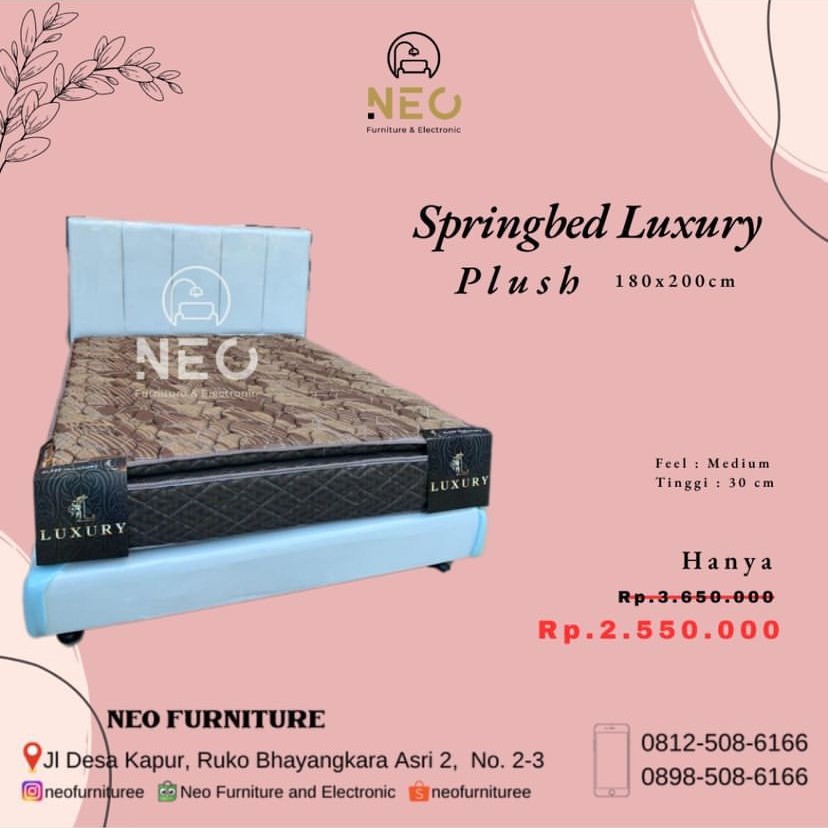 NEO
Furniture & Electronic
Springbed Luxury
Plush 180x200cm
NEO
Furniture & Electronic
LUXURY
LUXURY
Feel : Medium
Tinggi : 30 cm
Hanya
Rp.3.650.000
Rp.2.550.000
NEO FURNITURE
Jl Desa Kapur, Ruko Bhayangkara Asri 2, No. 2-3
neofurnituree Neo Furniture and Electronic neofurnituree
0812-508-6166
0898-508-6166